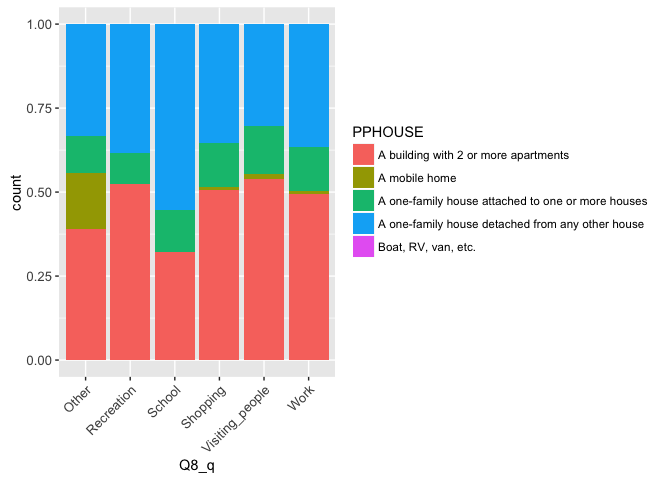 1.00
0.75
0.50
0.25
0.00
count
Other
Recreation
School
Shopping
Visiting_people
Work
Q8_q
PPHOUSE
A building with 2 or more apartments
A mobile home
A one-family house attached to one or more houses
A one-family house detached from any other house
Boat, RV, van, etc.